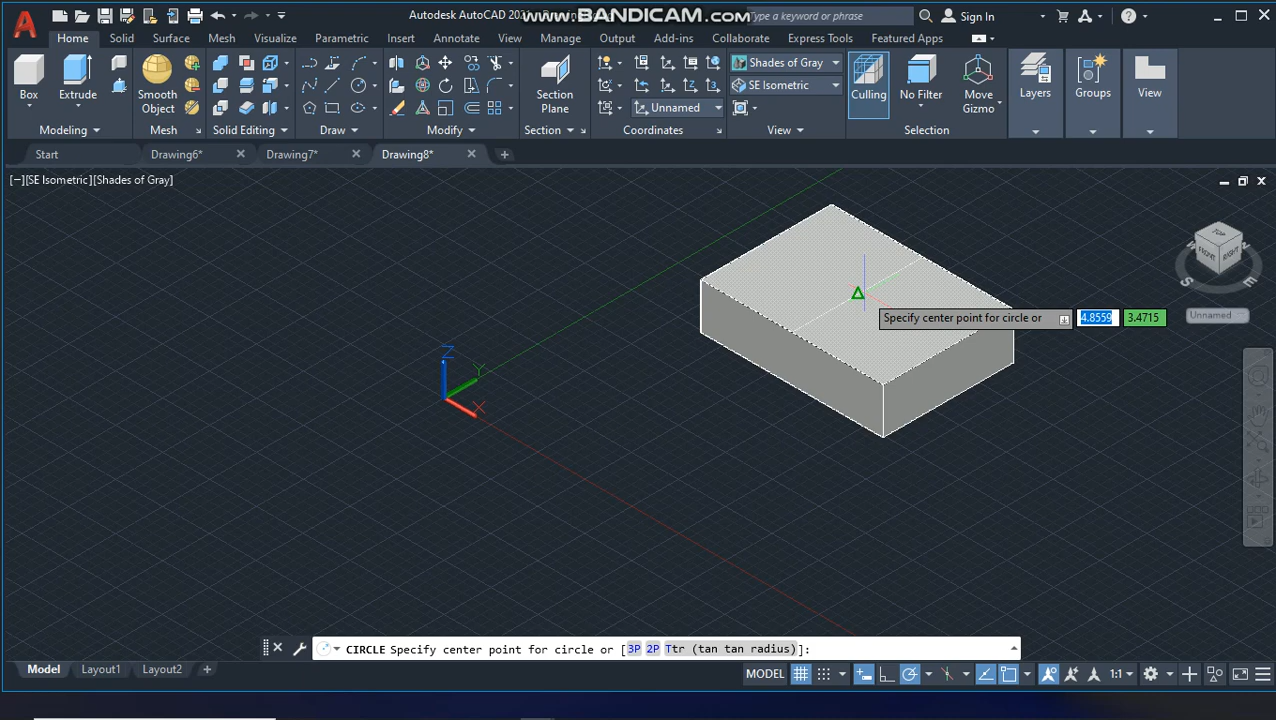 Autodesk AutoCAD 202
www.BANDICAM.com
Type a keyword or phrase
Sign In
Home Solid Surface Mesh Visualize Parametric Insert Annotate View Manage Output Add-ins Collaborate Express Tools Featured Apps
Box
Extrude
Smooth
Object
Section
Plane
Shades of Gray
SE Isometric
Unnamed
Culling
No Filter
Move
Gizmo
Layers
Groups
View
Modeling
Mesh
Solid Editing
Draw
Modify
Section
Coordinates
View
Selection
Start Drawing6* Drawing7* Drawing8*
[−][SE Isometric][Shades of Gray]
TOP
FRONT
RIGHT
W
N
S
E
Unnamed
Specify center point for circle or 4.8559 3.4715
Z
Y
X
CIRCLE Specify center point for circle or [3P 2P Ttr (tan tan radius)]:
Model Layout1 Layout2
MODEL
1:1